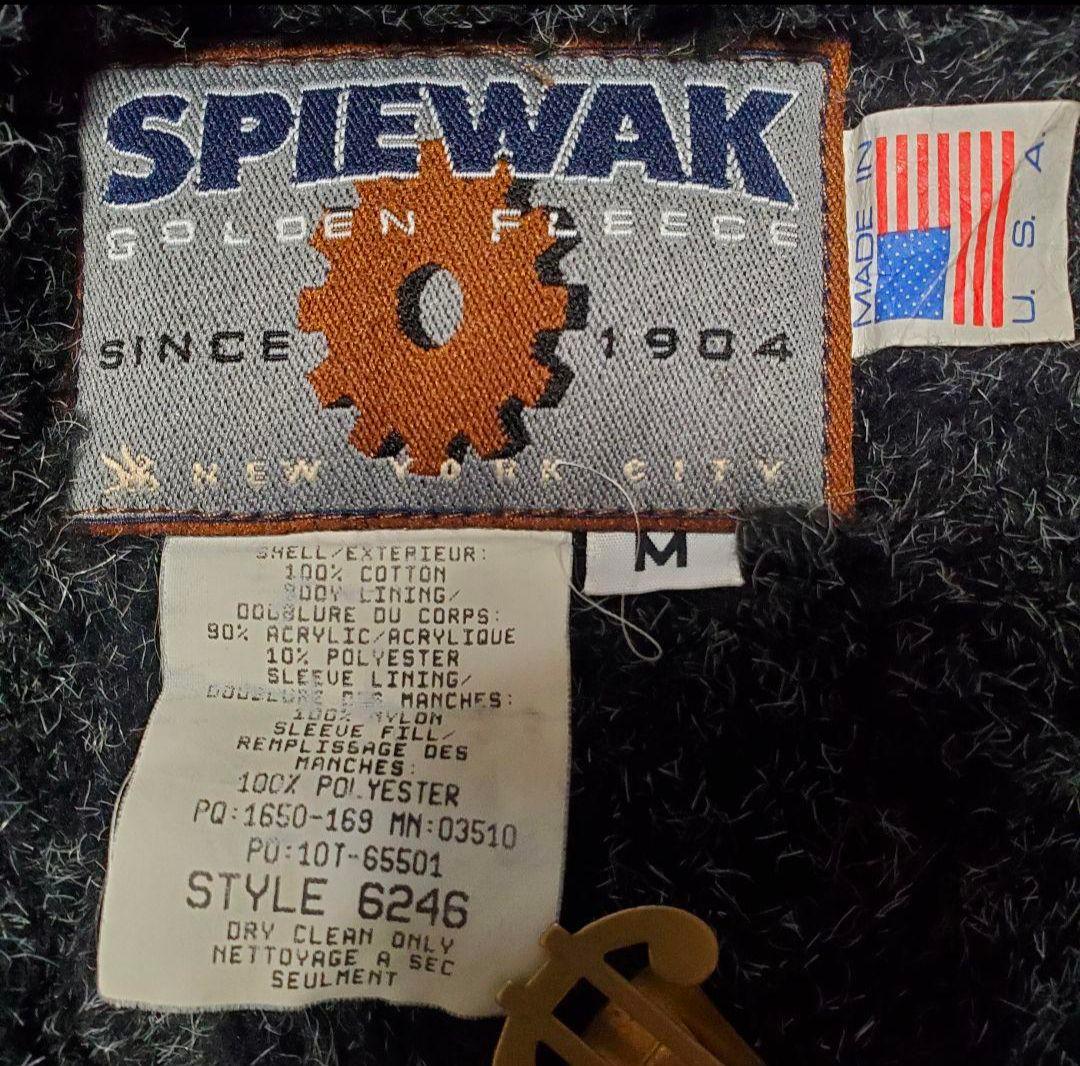 SPIEWAK
GOLDEN FLEECE
SINCE 1904
NEW YORK CITY
MADE IN
U. S. A.
M
SHELL/EXTERIEUR:
100% COTTON
BODY LINING/
DOUBLURE DU CORPS:
90% ACRYLIC/ACRYLIQUE
10% POLYESTER
SLEEVE LINING/
DOUBLURE DES MANCHES:
100% NYLON
SLEEVE FILL/
REMPLISSAGE DES
MANCHES:
100% POLYESTER
PQ:1650-169 MN:03510
PO:10T-65501
STYLE 6246
DRY CLEAN ONLY
NETTOYAGE A SEC
SEULMENT